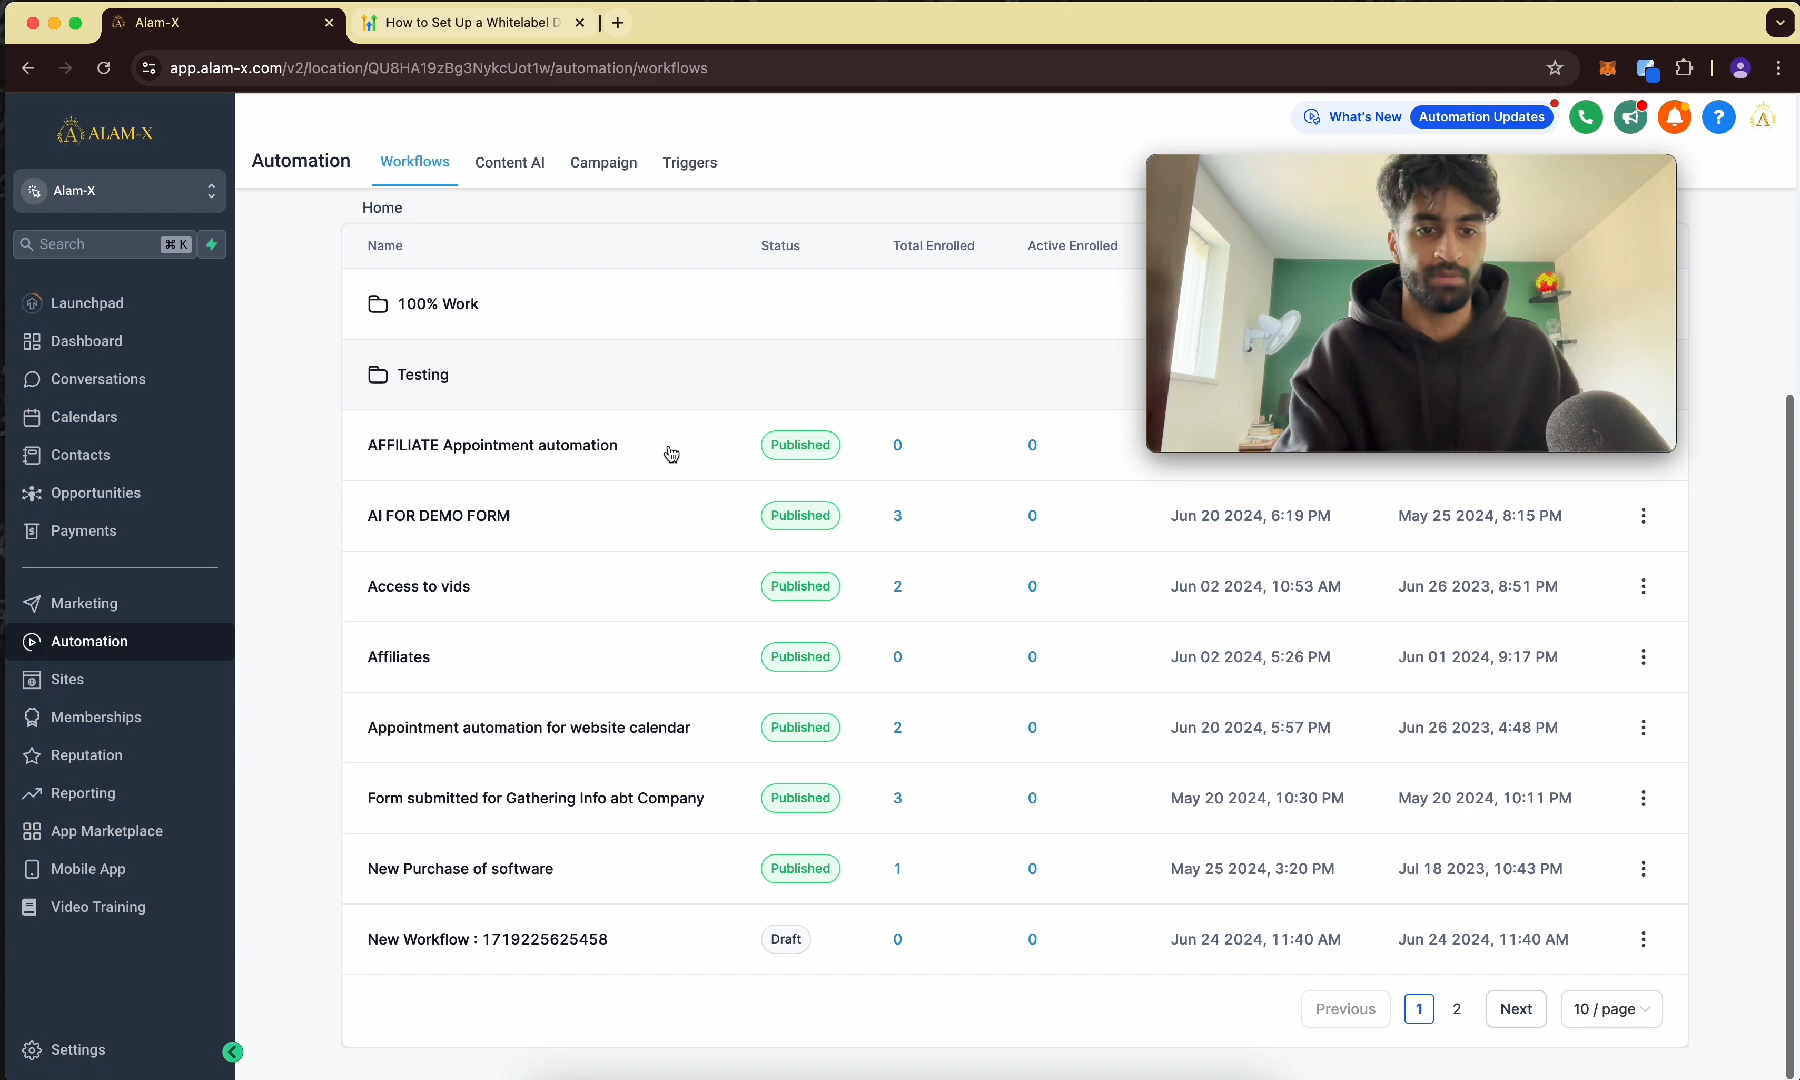 Alam-X
How to Set Up a Whitelabel D
app.alam-x.com/v2/location/QU8HA19zBg3NykcUot1w/automation/workflows
ALAM-X
Alam-X
Search
⌘ K
Launchpad
Dashboard
Conversations
Calendars
Contacts
Opportunities
Payments
Marketing
Automation
Sites
Memberships
Reputation
Reporting
App Marketplace
Mobile App
Video Training
Settings
What's New
Automation Updates
?
Automation
Workflows
Content AI
Campaign
Triggers
Home
Name
Status
Total Enrolled
Active Enrolled
100% Work
Testing
AFFILIATE Appointment automation Published 0 0
AI FOR DEMO FORM Published 3 0 Jun 20 2024, 6:19 PM May 25 2024, 8:15 PM
Access to vids Published 2 0 Jun 02 2024, 10:53 AM Jun 26 2023, 8:51 PM
Affiliates Published 0 0 Jun 02 2024, 5:26 PM Jun 01 2024, 9:17 PM
Appointment automation for website calendar Published 2 0 Jun 20 2024, 5:57 PM Jun 26 2023, 4:48 PM
Form submitted for Gathering Info abt Company Published 3 0 May 20 2024, 10:30 PM May 20 2024, 10:11 PM
New Purchase of software Published 1 0 May 25 2024, 3:20 PM Jul 18 2023, 10:43 PM
New Workflow : 1719225625458 Draft 0 0 Jun 24 2024, 11:40 AM Jun 24 2024, 11:40 AM
Previous 1 2 Next 10 / page